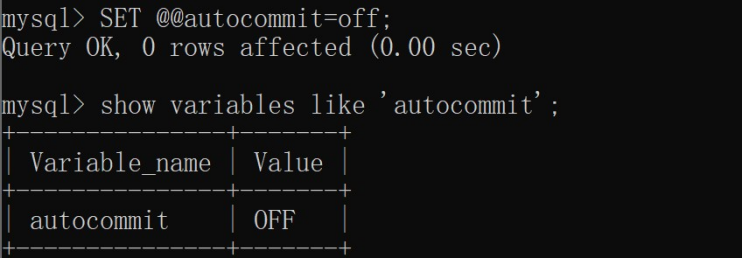 mysql> SET @@autocommit=off;
Query OK, 0 rows affected (0.00 sec)
mysql> show variables like 'autocommit';
+---------------+-------+
| Variable_name | Value |
+---------------+-------+
| autocommit    | OFF   |
+---------------+-------+